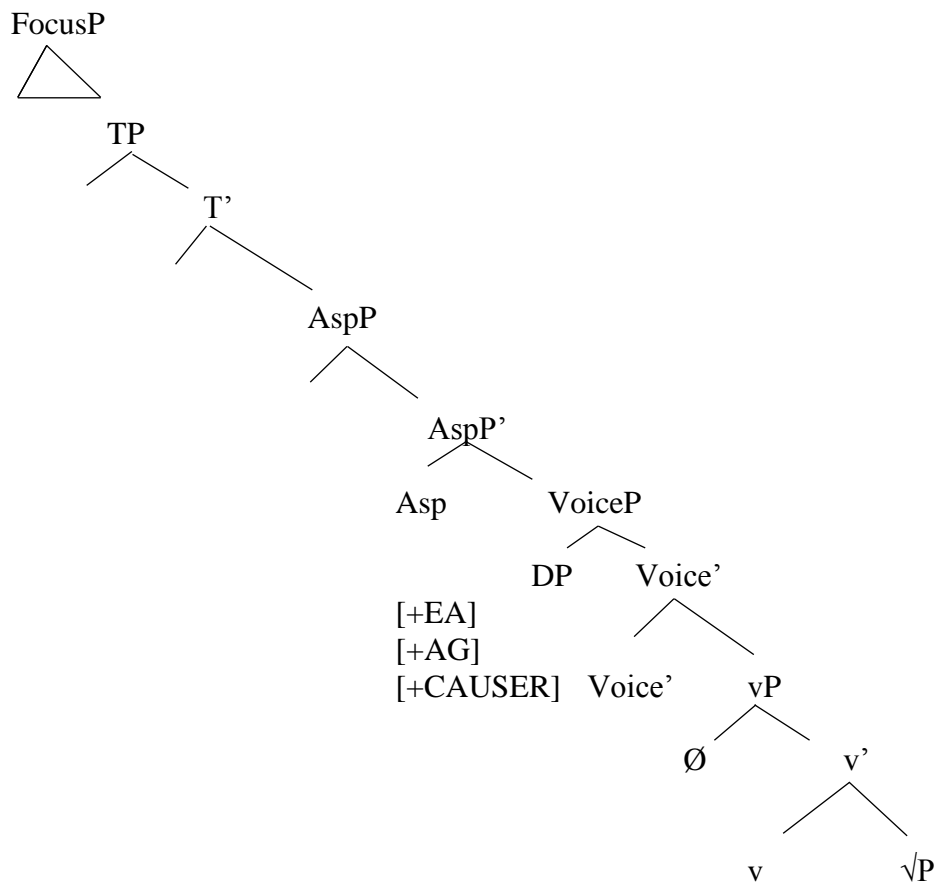 FocusP
TP
T’
AspP
AspP’
Asp VoiceP
DP Voice’
[+EA]
[+AG]
[+CAUSER] Voice’ vP
Ø v’
v √P